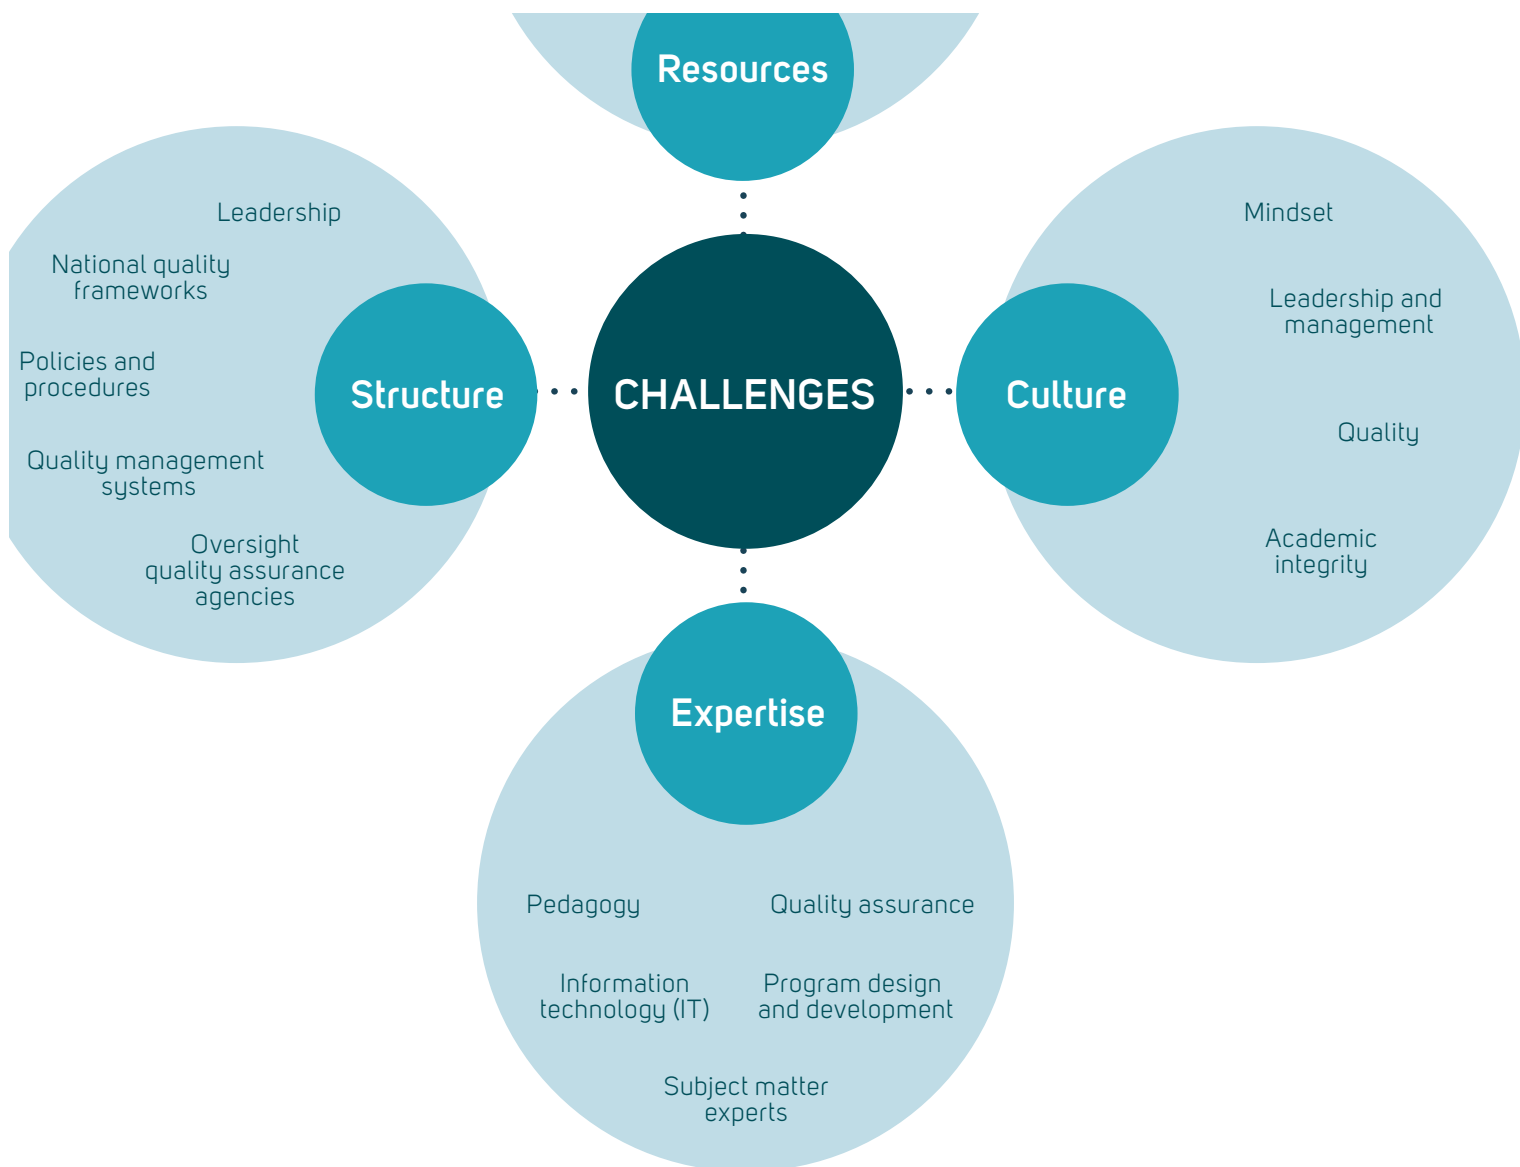 Resources
CHALLENGES
Structure
Leadership
National quality
frameworks
Policies and
procedures
Quality management
systems
Oversight
quality assurance
agencies
Culture
Mindset
Leadership and
management
Quality
Academic
integrity
Expertise
Pedagogy
Quality assurance
Information
technology (IT)
Program design
and development
Subject matter
experts